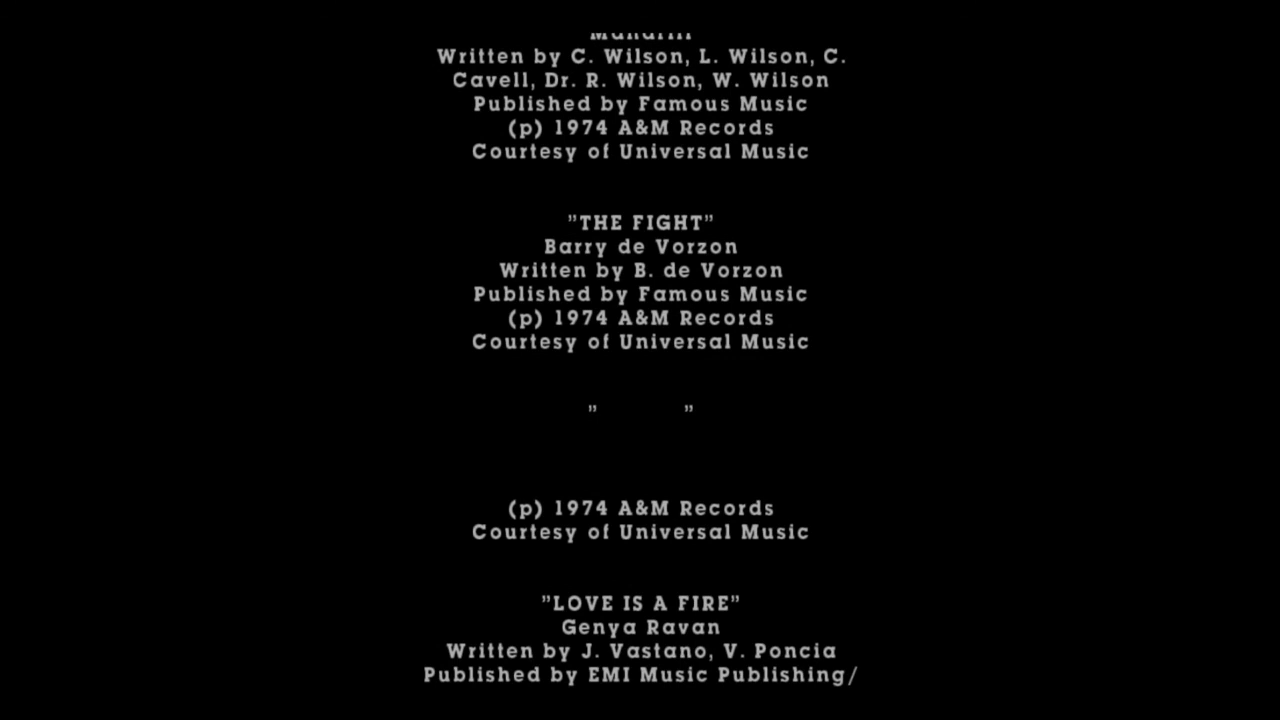 Written by C. Wilson, L. Wilson, C.
Cavell, Dr. R. Wilson, W. Wilson
Published by Famous Music
(p) 1974 A&M Records
Courtesy of Universal Music
"THE FIGHT"
Barry de Vorzon
Written by B. de Vorzon
Published by Famous Music
(p) 1974 A&M Records
Courtesy of Universal Music
" "
(p) 1974 A&M Records
Courtesy of Universal Music
"LOVE IS A FIRE"
Genya Ravan
Written by J. Vastano, V. Poncia
Published by EMI Music Publishing/